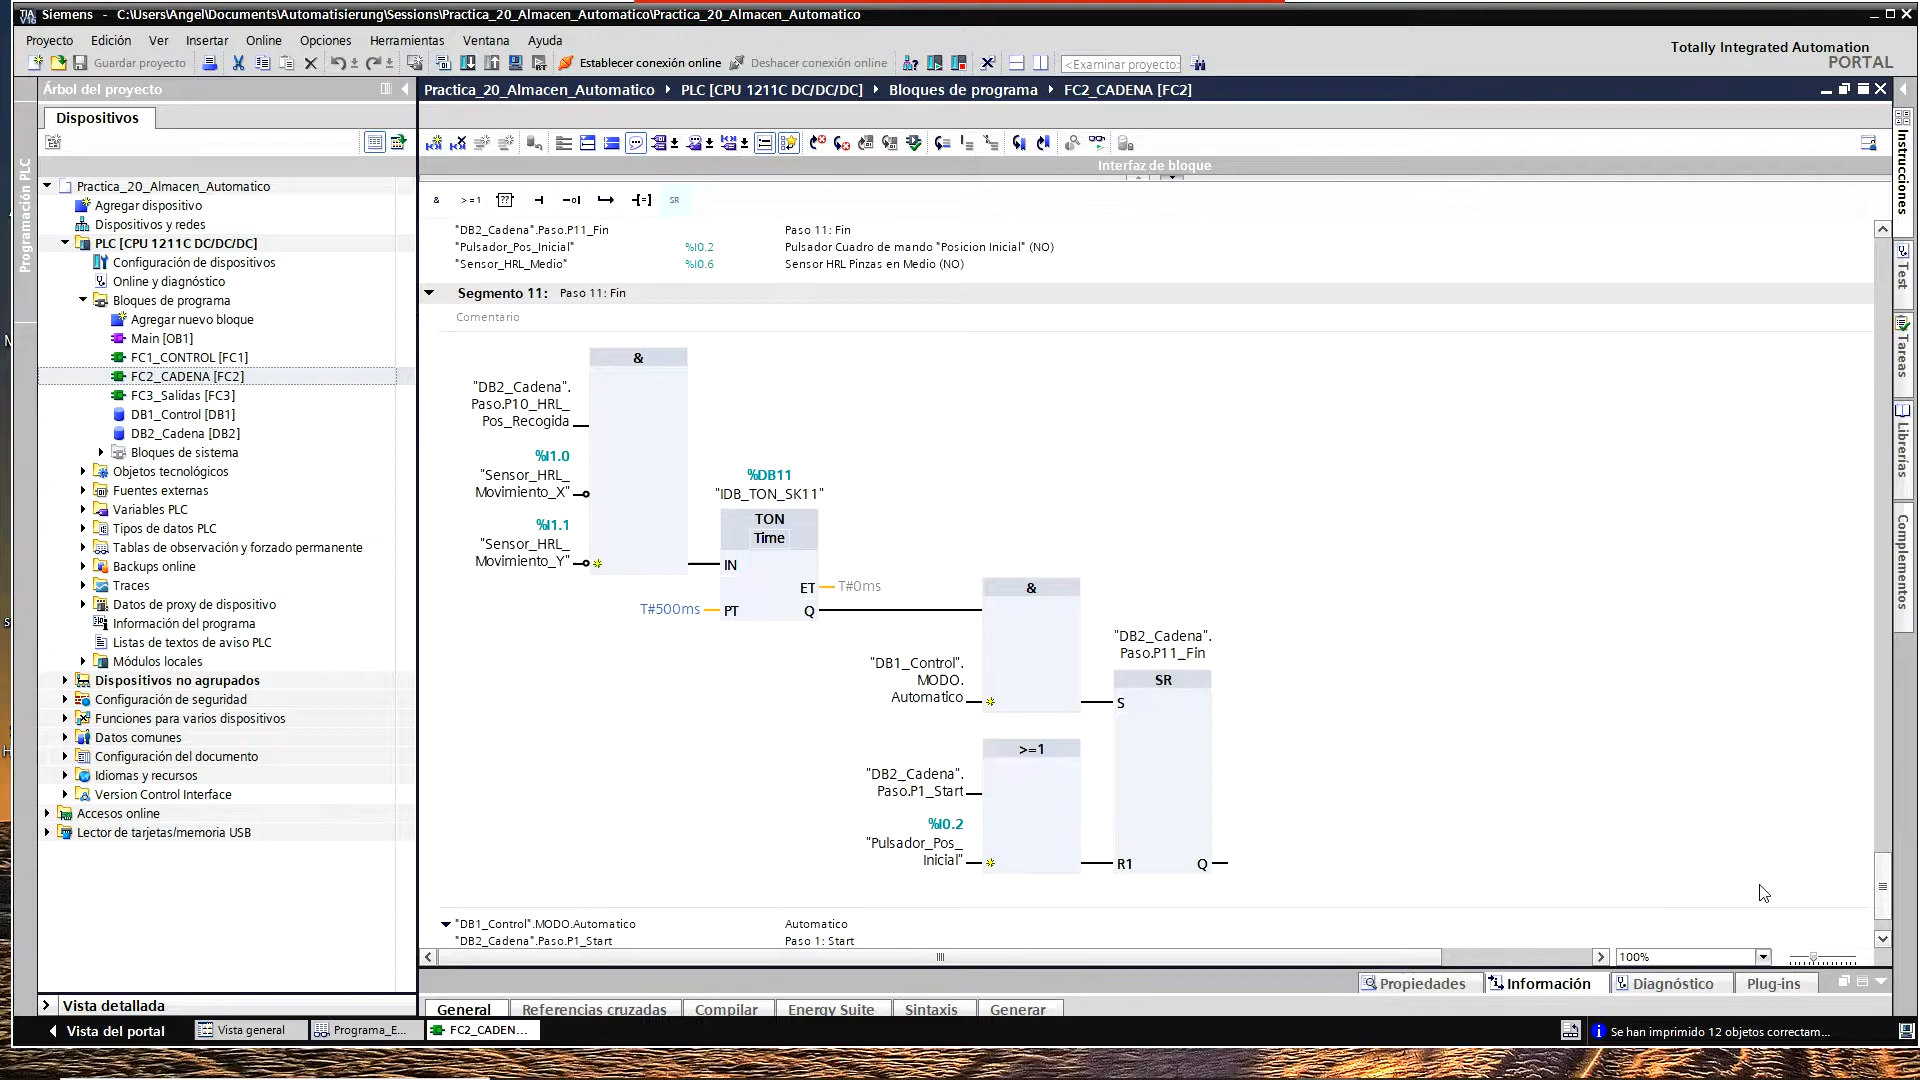 Siemens - C:\Users\Angel\Documents\Automatisierung\Sessions\Practica_20_Almacen_Automatico\Practica_20_Almacen_Automatico
Proyecto Edición Ver Insertar Online Opciones Herramientas Ventana Ayuda
Totally Integrated Automation
PORTAL
Guardar proyecto Establecer conexión online Deshacer conexión online <Examinar proyecto>
Árbol del proyecto
Practica_20_Almacen_Automatico PLC [CPU 1211C DC/DC/DC] Bloques de programa FC2_CADENA [FC2]
Dispositivos
Interfaz de bloque
Programación PLC
Practica_20_Almacen_Automatico
Agregar dispositivo
Dispositivos y redes
PLC [CPU 1211C DC/DC/DC]
Configuración de dispositivos
Online y diagnóstico
Bloques de programa
Agregar nuevo bloque
Main [OB1]
FC1_CONTROL [FC1]
FC2_CADENA [FC2]
FC3_Salidas [FC3]
DB1_Control [DB1]
DB2_Cadena [DB2]
Bloques de sistema
Objetos tecnológicos
Fuentes externas
Variables PLC
Tipos de datos PLC
Tablas de observación y forzado permanente
Backups online
Traces
Datos de proxy de dispositivo
Información del programa
Listas de textos de aviso PLC
Módulos locales
Dispositivos no agrupados
Configuración de seguridad
Funciones para varios dispositivos
Datos comunes
Configuración del documento
Idiomas y recursos
Version Control Interface
Accesos online
Lector de tarjetas/memoria USB
Vista detallada
& >=1 ?? SR
"DB2_Cadena".Paso.P11_Fin Paso 11: Fin
"Pulsador_Pos_Inicial" %I0.2 Pulsador Cuadro de mando "Posicion Inicial" (NO)
"Sensor_HRL_Medio" %I0.6 Sensor HRL Pinzas en Medio (NO)
Segmento 11: Paso 11: Fin
Comentario
&
"DB2_Cadena".
Paso.P10_HRL_
Pos_Recogida
%I1.0
"Sensor_HRL_
Movimiento_X"
%I1.1
"Sensor_HRL_
Movimiento_Y"
%DB11
"IDB_TON_SK11"
TON
Time
IN
ET T#0ms
T#500ms PT Q
&
"DB1_Control".
MODO.
Automatico
"DB2_Cadena".
Paso.P11_Fin
SR
S
>=1
"DB2_Cadena".
Paso.P1_Start
%I0.2
"Pulsador_Pos_
Inicial"
R1 Q
"DB1_Control".MODO.Automatico Automatico
"DB2_Cadena".Paso.P1_Start Paso 1: Start
100%
Propiedades Información Diagnóstico Plug-ins
General Referencias cruzadas Compilar Energy Suite Sintaxis Generar
Instrucciones
Test
Tareas
Librerías
Complementos
Vista del portal Vista general Programa_E... FC2_CADEN... Se han imprimido 12 objetos correctam...